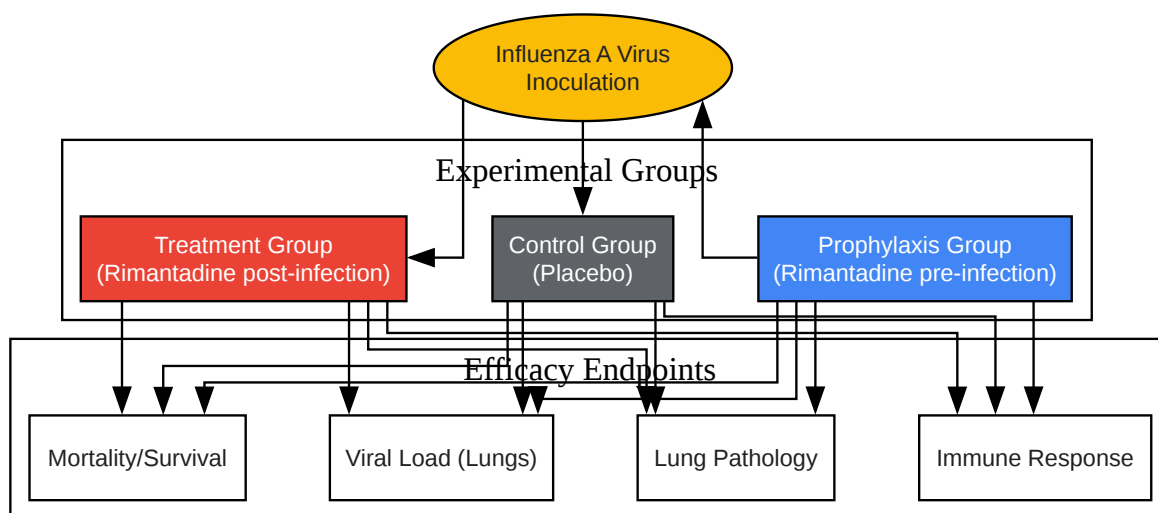 Influenza A Virus
Inoculation
Experimental Groups
Treatment Group
(Rimantadine post-infection)
Control Group
(Placebo)
Prophylaxis Group
(Rimantadine pre-infection)
Efficacy Endpoints
Mortality/Survival
Viral Load (Lungs)
Lung Pathology
Immune Response